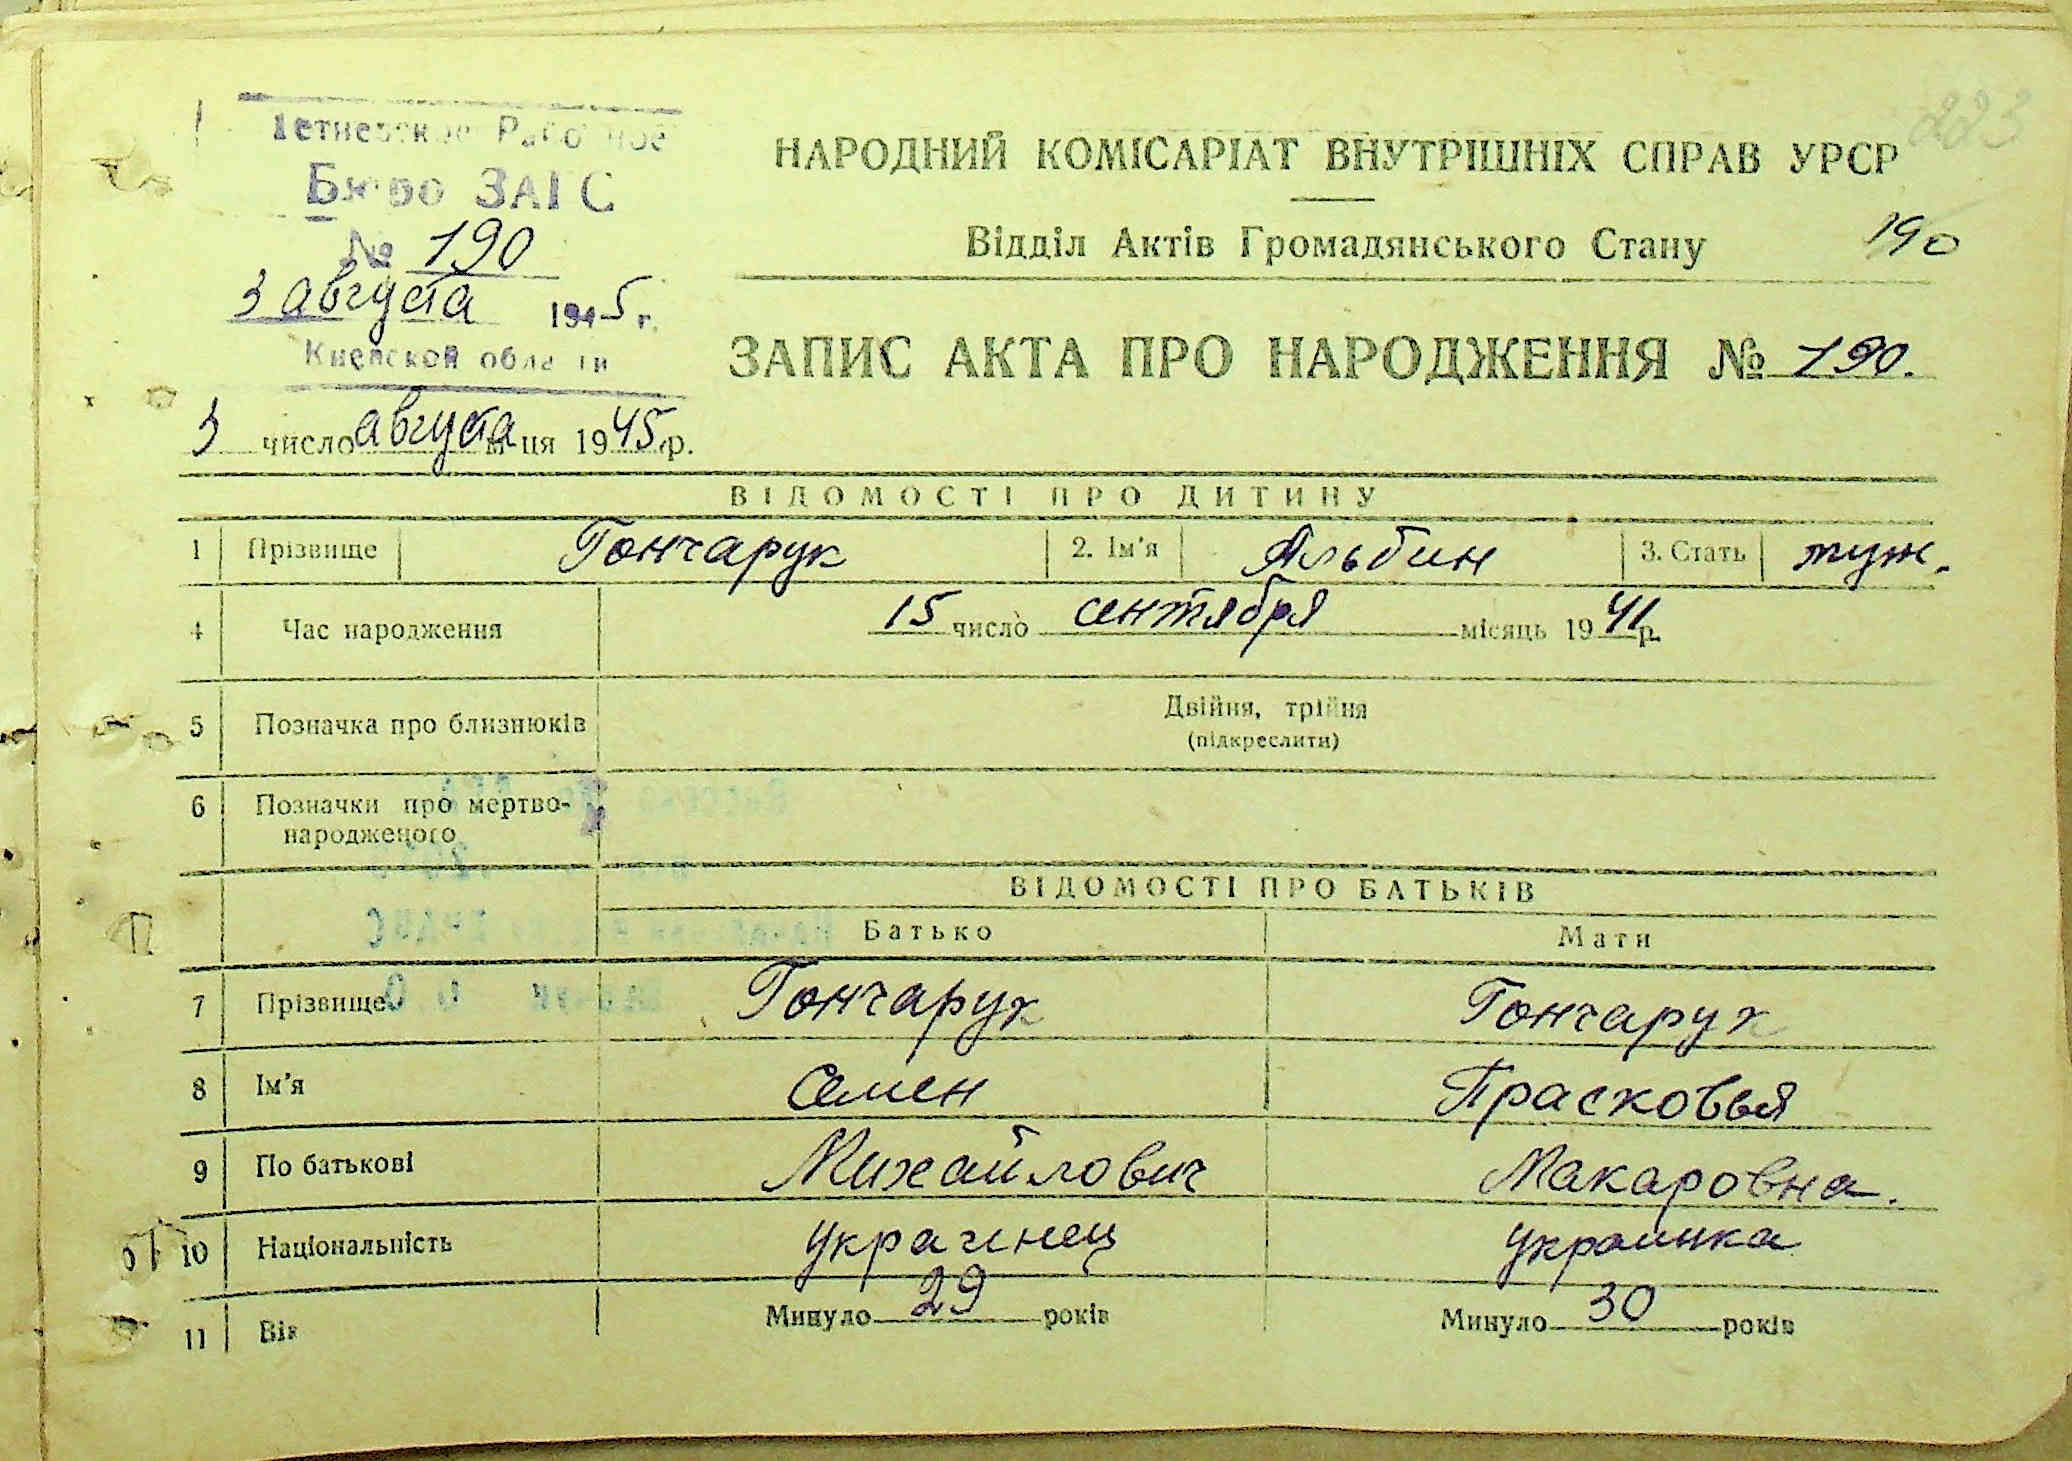 223
Бюро ЗАГС
№ 190
3 августа 1945 г.
Киевской области
НАРОДНИЙ КОМІСАРІАТ ВНУТРІШНІХ СПРАВ УРСР
Відділ Актів Громадянського Стану 190
ЗАПИС АКТА ПРО НАРОДЖЕННЯ № 190.
3 число августа м-ця 1945 р.
ВІДОМОСТІ ПРО ДИТИНУ
1 Прізвище Гончарук 2. Ім'я Альбин 3. Стать муж.
4 Час народження 15 число сентября місяць 1941 р.
5 Позначка про близнюків Двійня, трійня
(підкреслити)
6 Позначки про мертво-
народженого
ВІДОМОСТІ ПРО БАТЬКІВ
Батько Мати
7 Прізвище Гончарук Гончарук
8 Ім'я Семен Прасковья
9 По батькові Михайлович Макаровна.
10 Національність Украинец Украинка
11 Вік Минуло 29 років Минуло 30 років